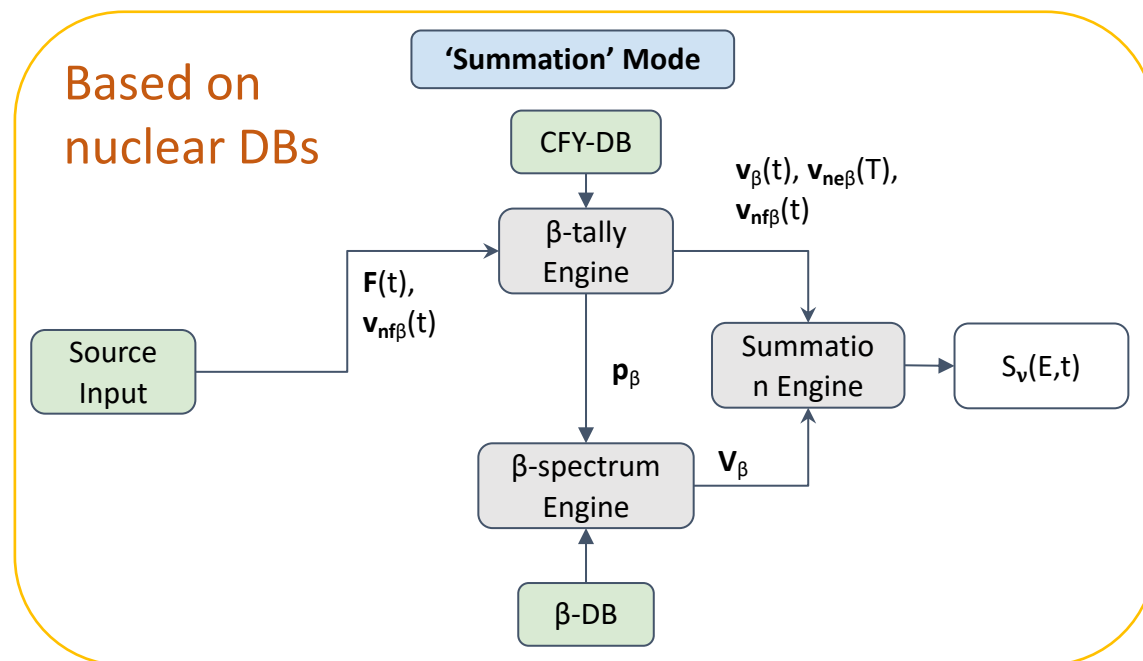 ‘Summation’ Mode
Based on
nuclear DBs
CFY-DB
𝐯β(t), 𝐯neβ(T),
𝐯nfβ(t)
β-tally
Engine
F(t),
𝐯nfβ(t)
Source
Input
pβ
Summatio
n Engine
S𝛎(E,t)
β-spectrum
Engine
Vβ
β-DB